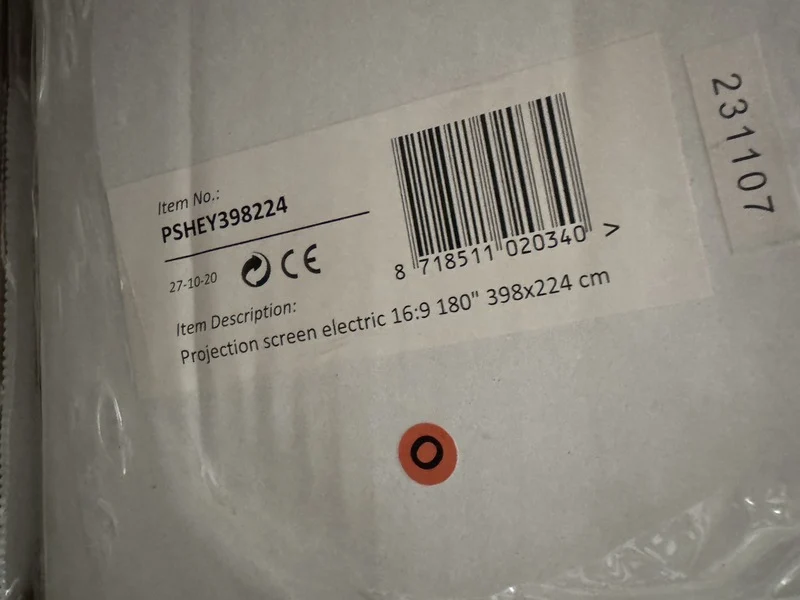 Item No.:
PSHEY398224
27-10-20 CE
Item Description:
Projection screen electric 16:9 180" 398x224 cm
8 718511 020340 >
231107
O